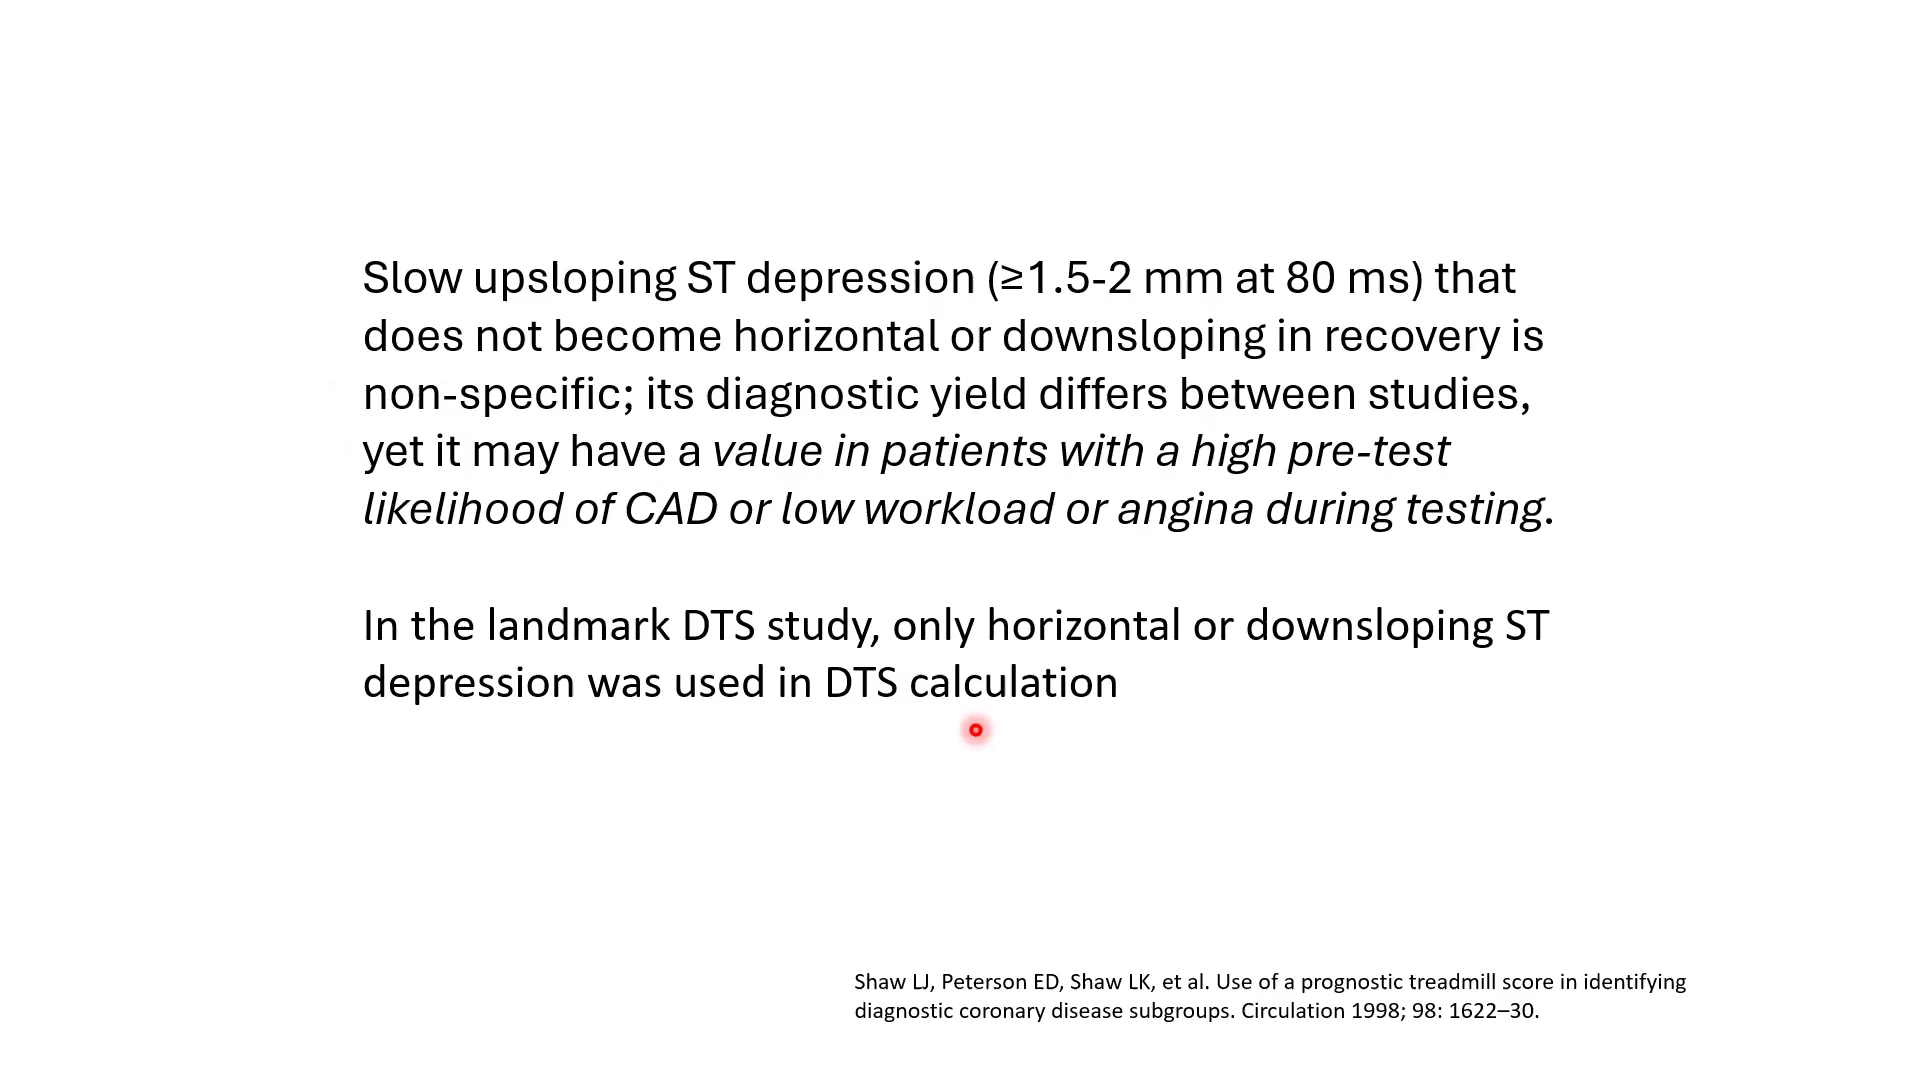 Slow upsloping ST depression (≥1.5-2 mm at 80 ms) that
does not become horizontal or downsloping in recovery is
non-specific; its diagnostic yield differs between studies,
yet it may have a value in patients with a high pre-test
likelihood of CAD or low workload or angina during testing.
In the landmark DTS study, only horizontal or downsloping ST
depression was used in DTS calculation
Shaw LJ, Peterson ED, Shaw LK, et al. Use of a prognostic treadmill score in identifying
diagnostic coronary disease subgroups. Circulation 1998; 98: 1622–30.